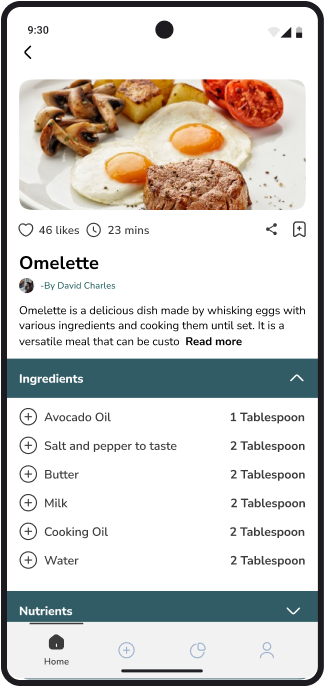 9:30
46 likes 23 mins
Omelette
-By David Charles
Omelette is a delicious dish made by whisking eggs with
various ingredients and cooking them until set. It is a
versatile meal that can be custo Read more
Ingredients
Avocado Oil 1 Tablespoon
Salt and pepper to taste 2 Tablespoon
Butter 2 Tablespoon
Milk 2 Tablespoon
Cooking Oil 2 Tablespoon
Water 2 Tablespoon
Nutrients
Home